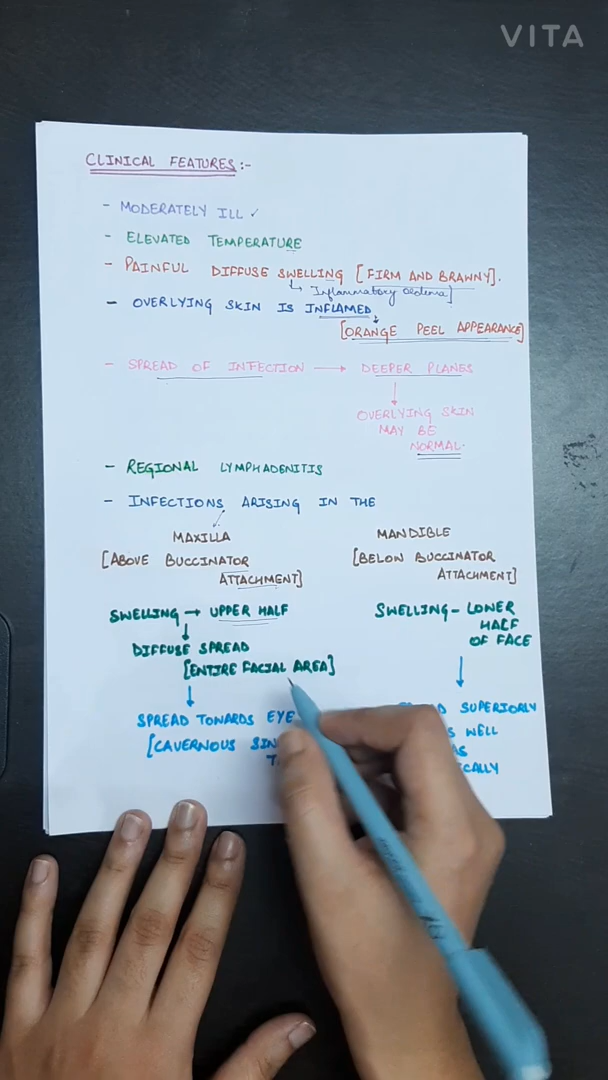 VITA
CLINICAL FEATURES:-
- MODERATELY ILL ✓
- ELEVATED TEMPERATURE
- PAINFUL DIFFUSE SWELLING [FIRM AND BRAWNY].
↳ Inflammatory Oedema]
- OVERLYING SKIN IS INFLAMED
[ORANGE PEEL APPEARANCE]
- SPREAD OF INFECTION → DEEPER PLANES
↓
OVERLYING SKIN
MAY BE
NORMAL.
- REGIONAL LYMPHADENITIS
- INFECTIONS ARISING IN THE
MAXILLA
[ABOVE BUCCINATOR
ATTACHMENT]
SWELLING → UPPER HALF
↓
DIFFUSE SPREAD
[ENTIRE FACIAL AREA]
↓
SPREAD TOWARDS EYE
[CAVERNOUS
MANDIBLE
[BELOW BUCCINATOR
ATTACHMENT]
SWELLING - LOWER
HALF
OF FACE
↓
SUPERIORLY
WELL
AS